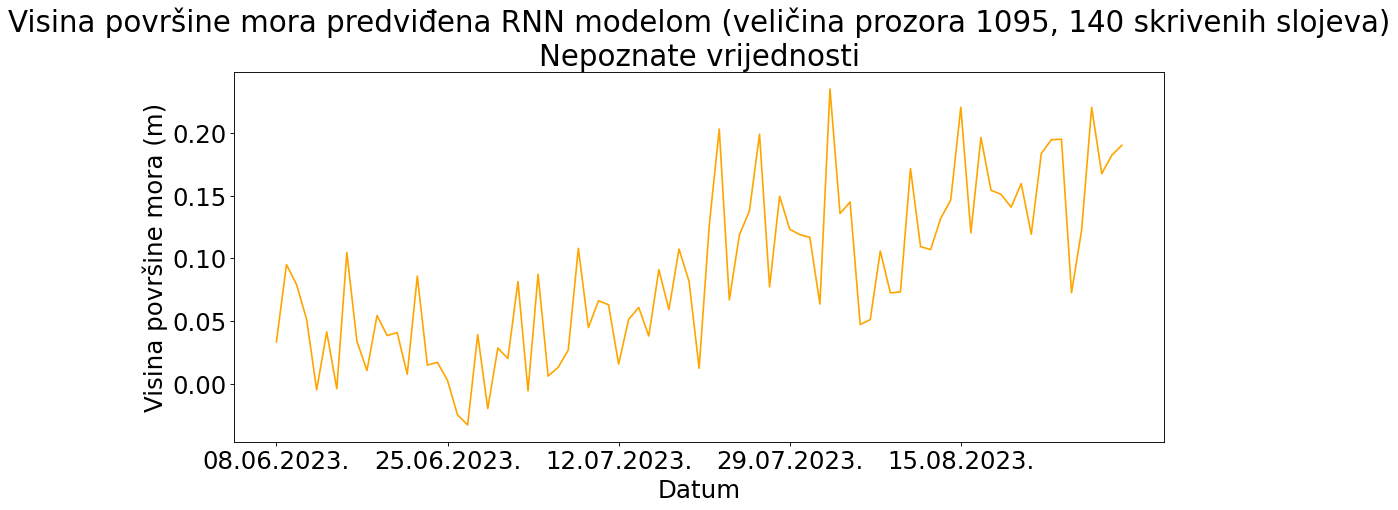 Visina površine mora predviđena RNN modelom (veličina prozora 1095, 140 skrivenih slojeva)
Nepoznate vrijednosti
Visina površine mora (m)
0.20
0.15
0.10
0.05
0.00
08.06.2023. 25.06.2023. 12.07.2023. 29.07.2023. 15.08.2023.
Datum